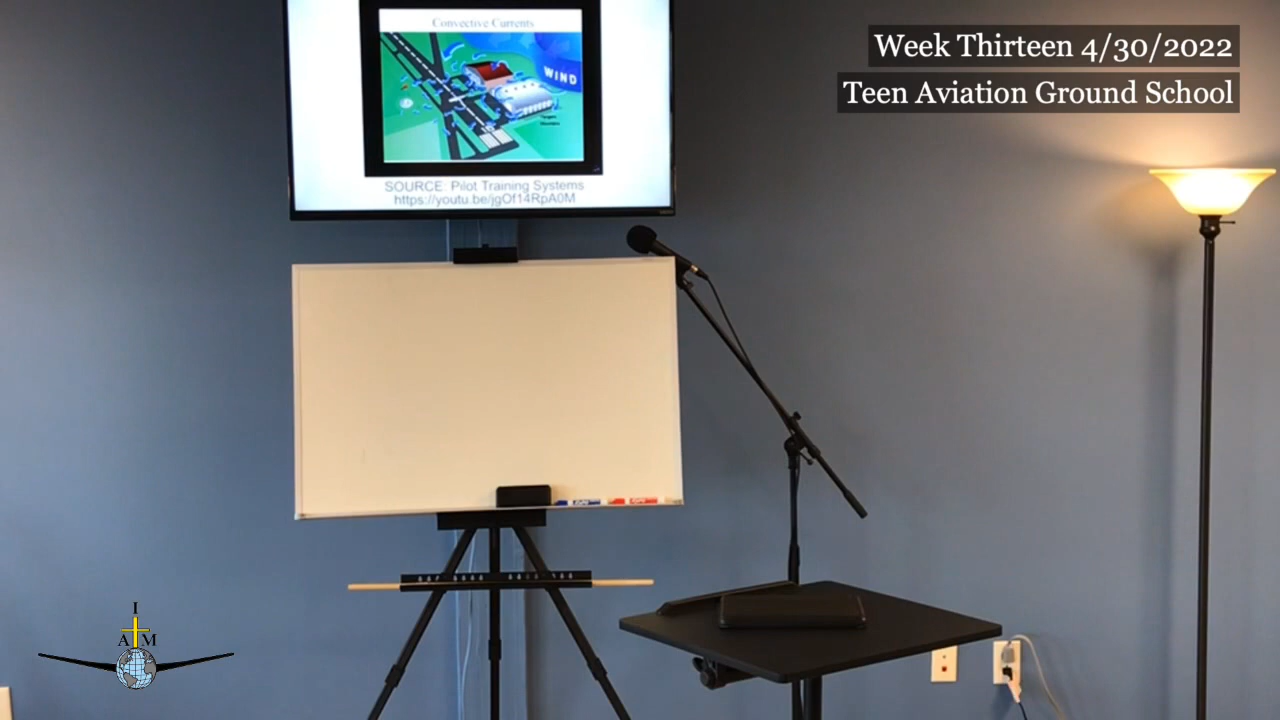 Convective Currents
WIND
SOURCE: Pilot Training Systems
https://youtu.be/jgOf14RpA0M
Week Thirteen 4/30/2022
Teen Aviation Ground School
I
A M